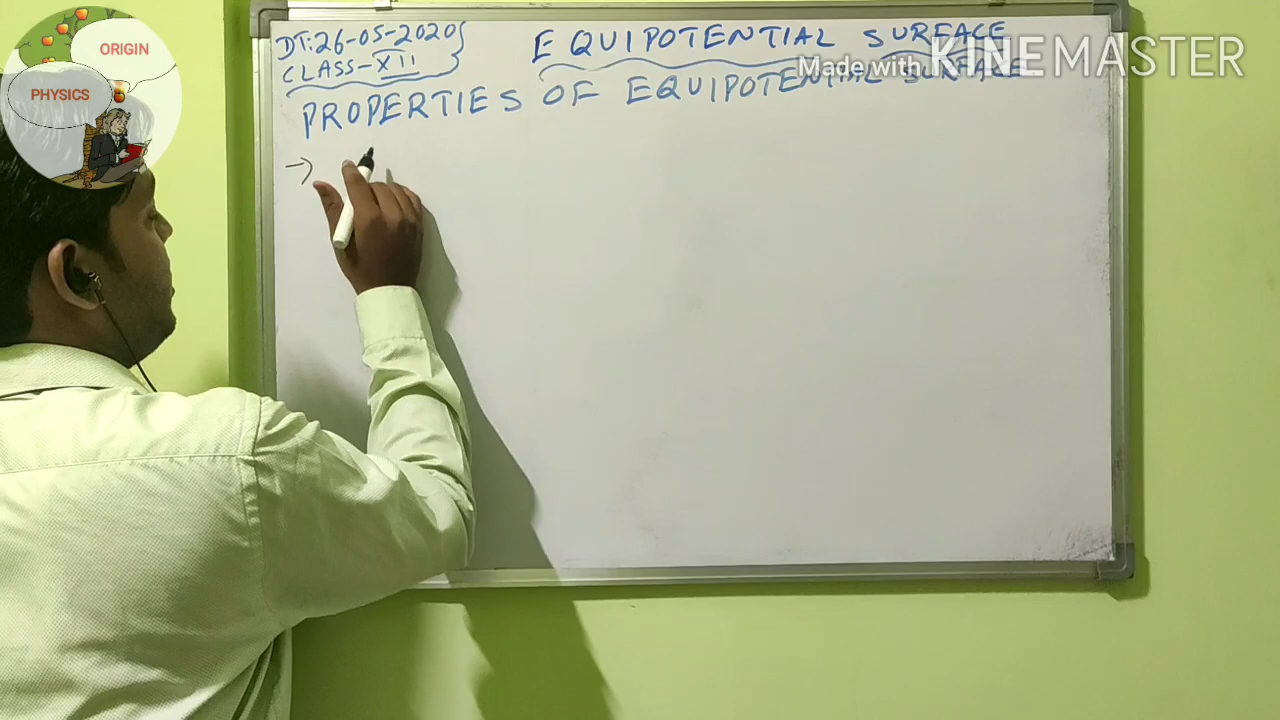 ORIGIN
PHYSICS
DT:26-05-2020
CLASS-XII
EQUIPOTENTIAL SURFACE
Made with KINEMASTER
PROPERTIES OF EQUIPOTENTIAL SURFACE
→